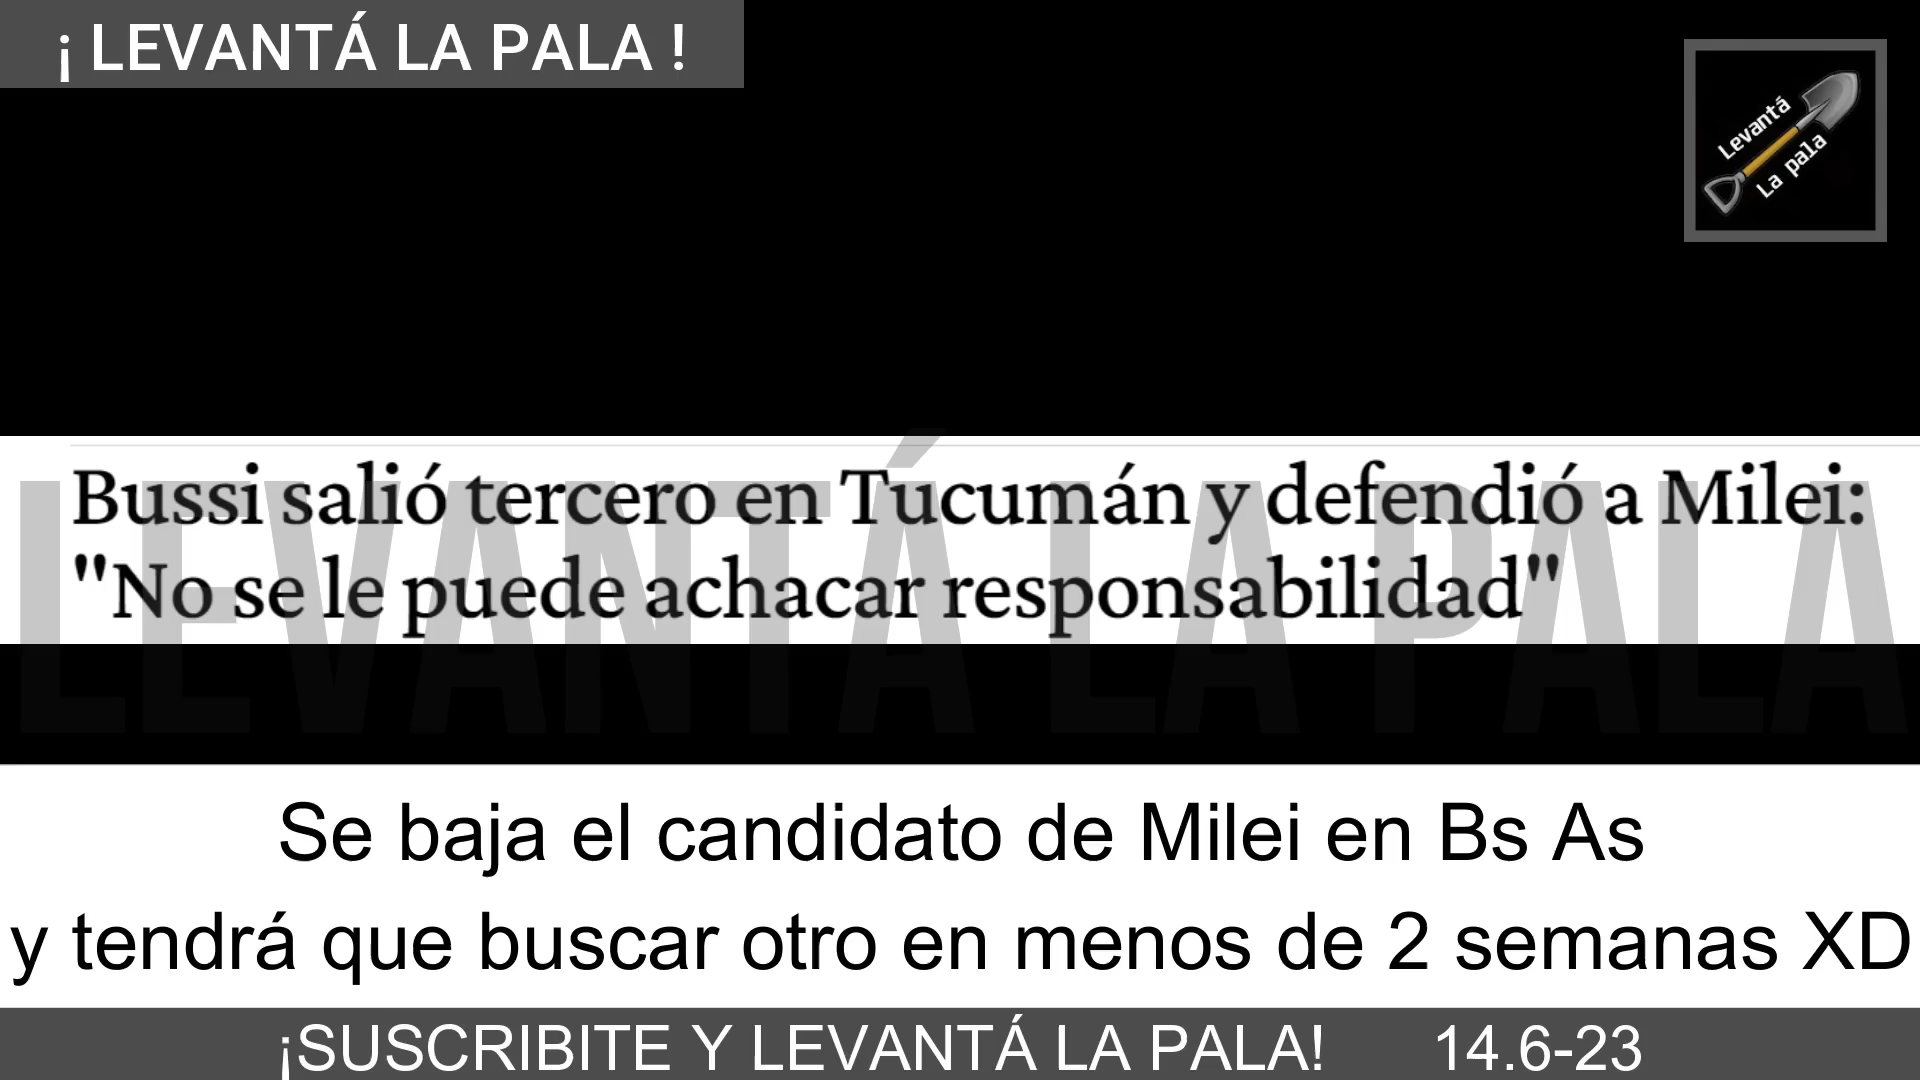 ¡ LEVANTÁ LA PALA !
Levantá
La pala
Bussi salió tercero en Tucumán y defendió a Milei:
"No se le puede achacar responsabilidad"
LEVANTÁ LA PALA
Se baja el candidato de Milei en Bs As
y tendrá que buscar otro en menos de 2 semanas XD
¡SUSCRIBITE Y LEVANTÁ LA PALA! 14.6-23